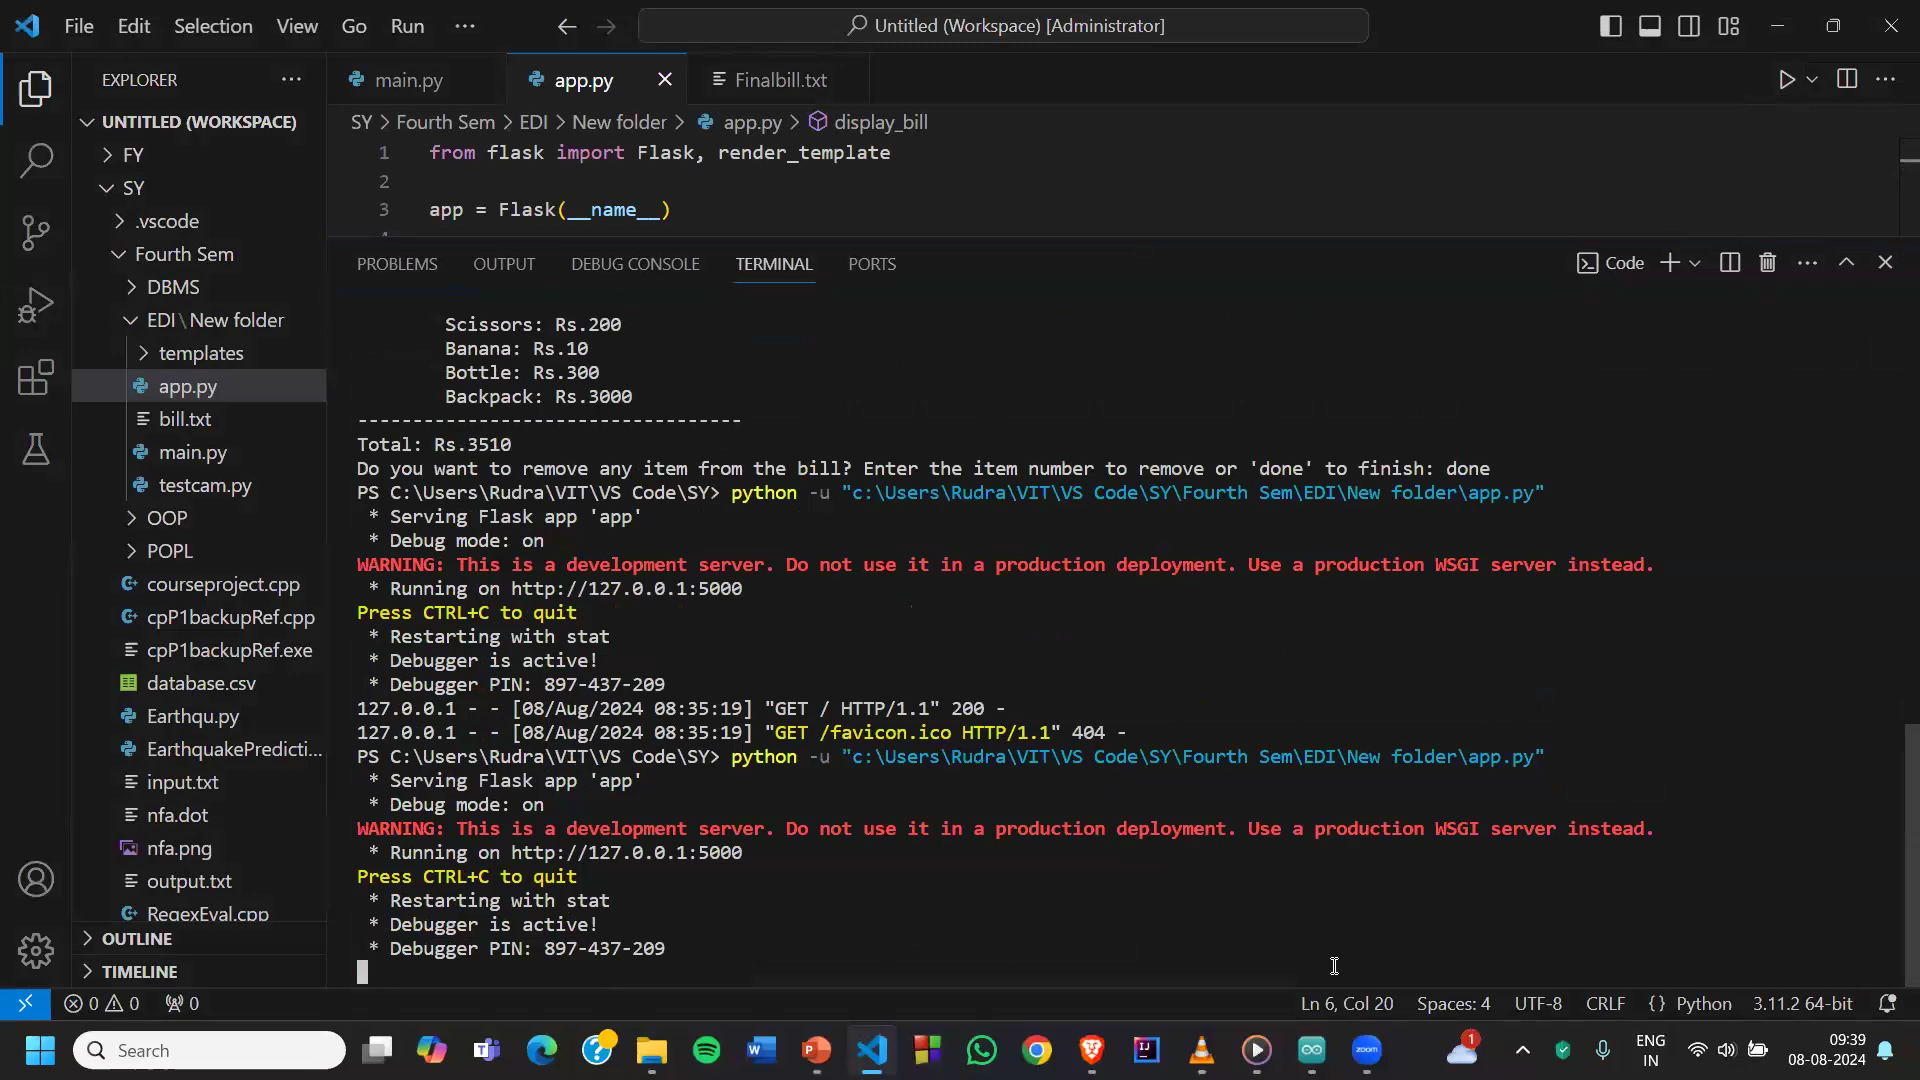 File Edit Selection View Go Run ···
Untitled (Workspace) [Administrator]
EXPLORER ···
UNTITLED (WORKSPACE)
FY
SY
.vscode
Fourth Sem
DBMS
EDI\New folder
templates
app.py
bill.txt
main.py
testcam.py
OOP
POPL
courseproject.cpp
cpP1backupRef.cpp
cpP1backupRef.exe
database.csv
Earthqu.py
EarthquakePredicti...
input.txt
nfa.dot
nfa.png
output.txt
RegexEval.cpp
OUTLINE
TIMELINE
main.py app.py Finalbill.txt
SY > Fourth Sem > EDI > New folder > app.py > display_bill
1 from flask import Flask, render_template
2
3 app = Flask(__name__)
PROBLEMS OUTPUT DEBUG CONSOLE TERMINAL PORTS
Code
Scissors: Rs.200
Banana: Rs.10
Bottle: Rs.300
Backpack: Rs.3000
-----------------------------------
Total: Rs.3510
Do you want to remove any item from the bill? Enter the item number to remove or 'done' to finish: done
PS C:\Users\Rudra\VIT\VS Code\SY> python -u "c:\Users\Rudra\VIT\VS Code\SY\Fourth Sem\EDI\New folder\app.py"
* Serving Flask app 'app'
* Debug mode: on
WARNING: This is a development server. Do not use it in a production deployment. Use a production WSGI server instead.
* Running on http://127.0.0.1:5000
Press CTRL+C to quit
* Restarting with stat
* Debugger is active!
* Debugger PIN: 897-437-209
127.0.0.1 - - [08/Aug/2024 08:35:19] "GET / HTTP/1.1" 200 -
127.0.0.1 - - [08/Aug/2024 08:35:19] "GET /favicon.ico HTTP/1.1" 404 -
PS C:\Users\Rudra\VIT\VS Code\SY> python -u "c:\Users\Rudra\VIT\VS Code\SY\Fourth Sem\EDI\New folder\app.py"
* Serving Flask app 'app'
* Debug mode: on
WARNING: This is a development server. Do not use it in a production deployment. Use a production WSGI server instead.
* Running on http://127.0.0.1:5000
Press CTRL+C to quit
* Restarting with stat
* Debugger is active!
* Debugger PIN: 897-437-209
0 0 0 Ln 6, Col 20 Spaces: 4 UTF-8 CRLF {} Python 3.11.2 64-bit
Search
zoom
1
ENG
IN
09:39
08-08-2024